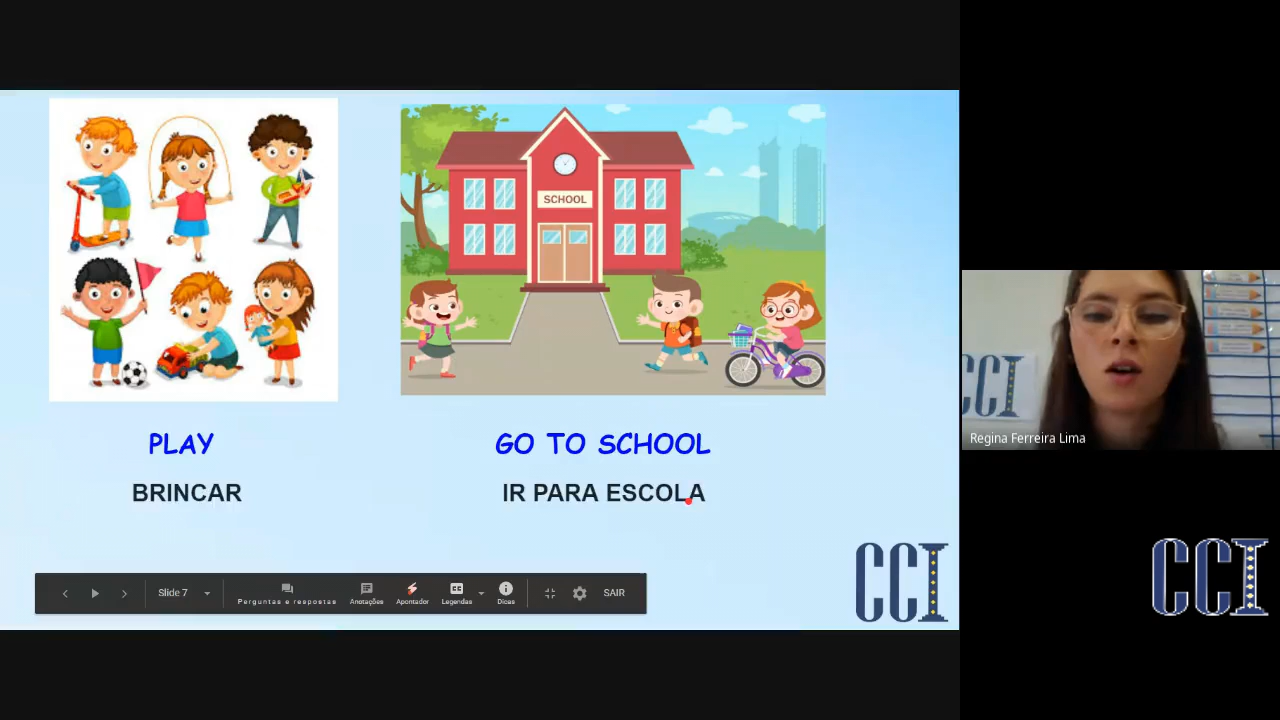 SCHOOL
PLAY
GO TO SCHOOL
BRINCAR
IR PARA ESCOLA
Slide 7
Perguntas e respostas
Anotações
Apontador
Legendas
Dicas
SAIR
CCI
CCI
Regina Ferreira Lima
CCI